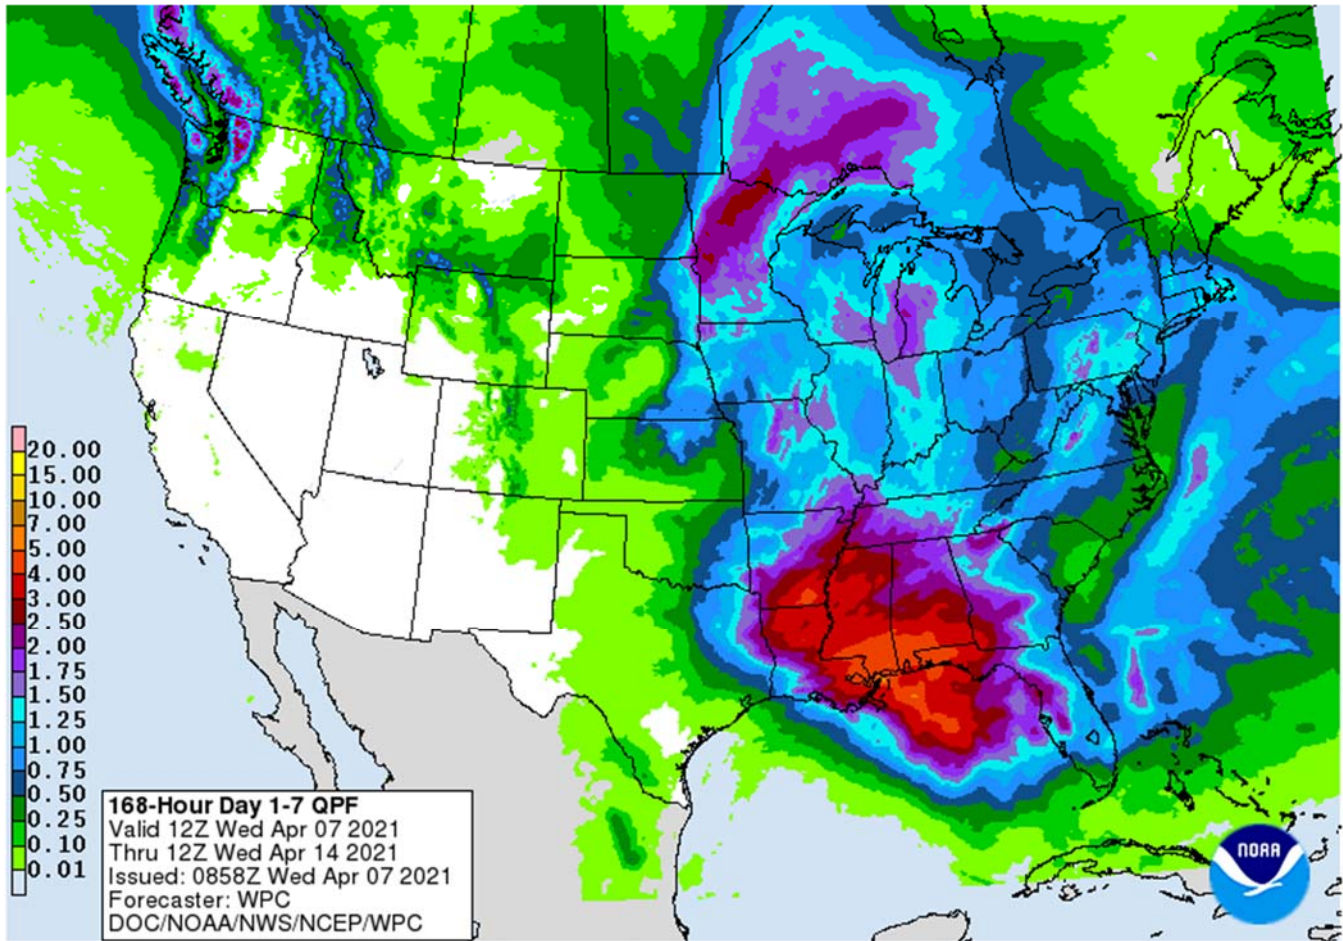 20.00
15.00
10.00
7.00
5.00
4.00
3.00
2.50
2.00
1.75
1.50
1.25
1.00
0.75
0.50
0.25
0.10
0.01
168-Hour Day 1-7 QPF
Valid 12Z Wed Apr 07 2021
Thru 12Z Wed Apr 14 2021
Issued: 0858Z Wed Apr 07 2021
Forecaster: WPC
DOC/NOAA/NWS/NCEP/WPC
NOAA